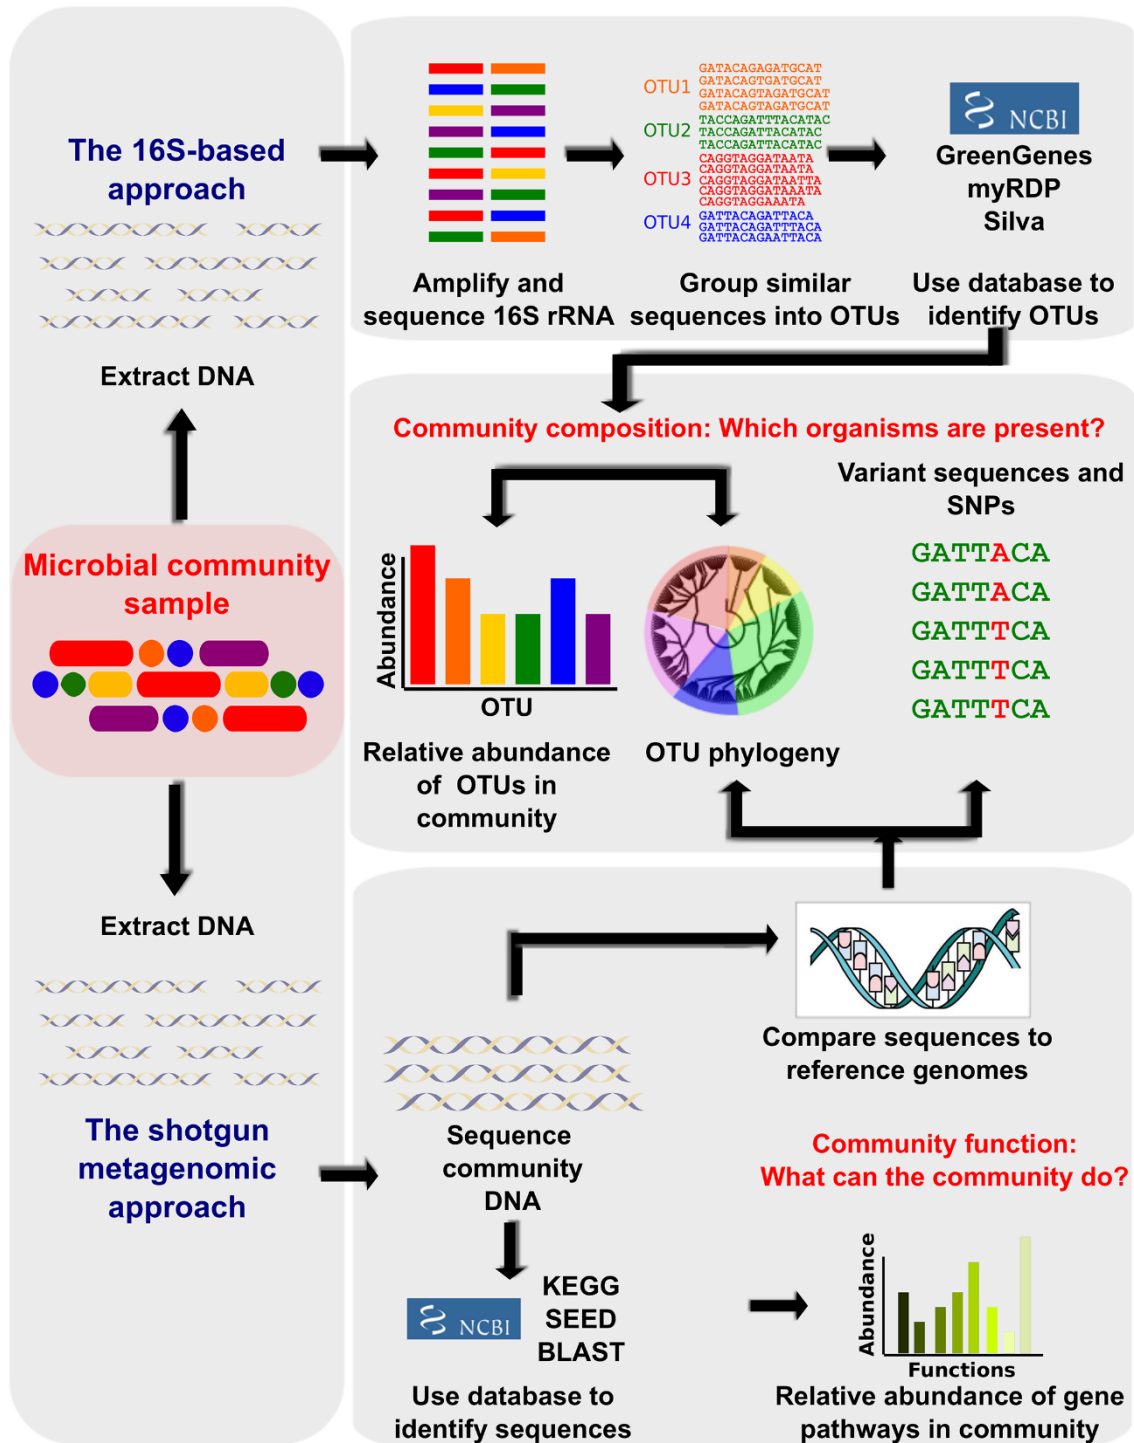 The 16S-based
approach
Extract DNA
Microbial community
sample
Extract DNA
The shotgun
metagenomic
approach
Amplify and
sequence 16S rRNA
OTU1
GATACAGAGATGCAT
GATACAGTGATGCAT
GATACAGTAGATGCAT
GATACAGTAGATGCAT
OTU2
TACCAGATTTACATAC
TACCAGATTACATAC
TACCAGATTACATAC
OTU3
CAGGTAGGATAATA
CAGGTAGGATAATA
CAGGTAGGATAATTA
CAGGTAGGATAAATA
CAGGTAGGAAATA
OTU4
GATTACAGATTACA
GATTACAGATTTACA
GATTACAGAATTACA
Group similar
sequences into OTUs
NCBI
GreenGenes
myRDP
Silva
Use database to
identify OTUs
Community composition: Which organisms are present?
Abundance
OTU
Relative abundance
of OTUs in
community
OTU phylogeny
Variant sequences and
SNPs
GATTACA
GATTACA
GATTTCA
GATTTCA
GATTTCA
Compare sequences to
reference genomes
Sequence
community
DNA
NCBI
KEGG
SEED
BLAST
Use database to
identify sequences
Community function:
What can the community do?
Abundance
Functions
Relative abundance of gene
pathways in community